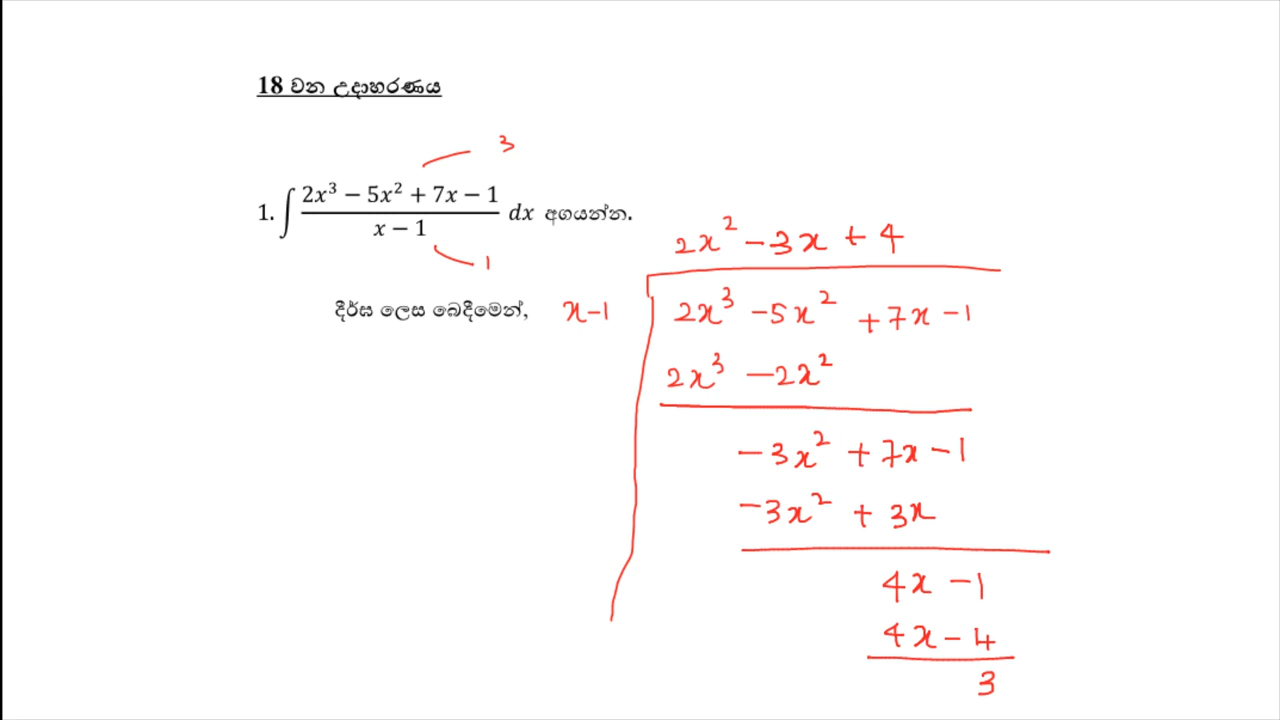 18 වන උදාහරණය
3
1. ∫ (2x³ − 5x² + 7x − 1)/(x − 1) dx අගයන්න.
1
2x² − 3x + 4
දීර්ඝ ලෙස බෙදීමෙන්, x−1 2x³ −5x² +7x −1
2x³ −2x²
−3x² + 7x −1
−3x² + 3x
4x −1
4x − 4
3